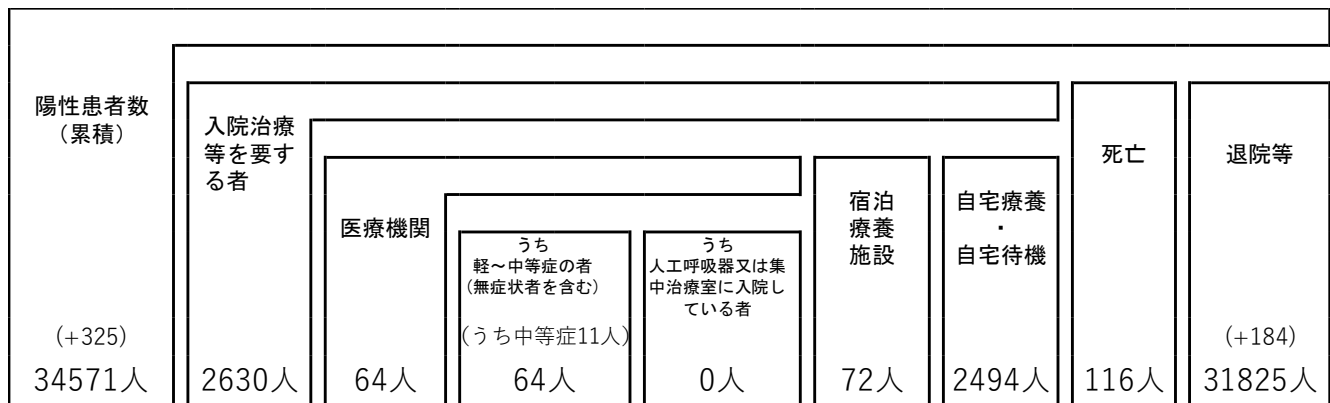 陽性患者数
（累積）
(+325)
34571人
入院治療
等を要す
る者
2630人
医療機関
64人
うち
軽～中等症の者
(無症状者を含む)
(うち中等症11人)
64人
うち
人工呼吸器又は集
中治療室に入院し
ている者
0人
宿泊
療養
施設
72人
自宅療養
・
自宅待機
2494人
死亡
116人
退院等
(+184)
31825人